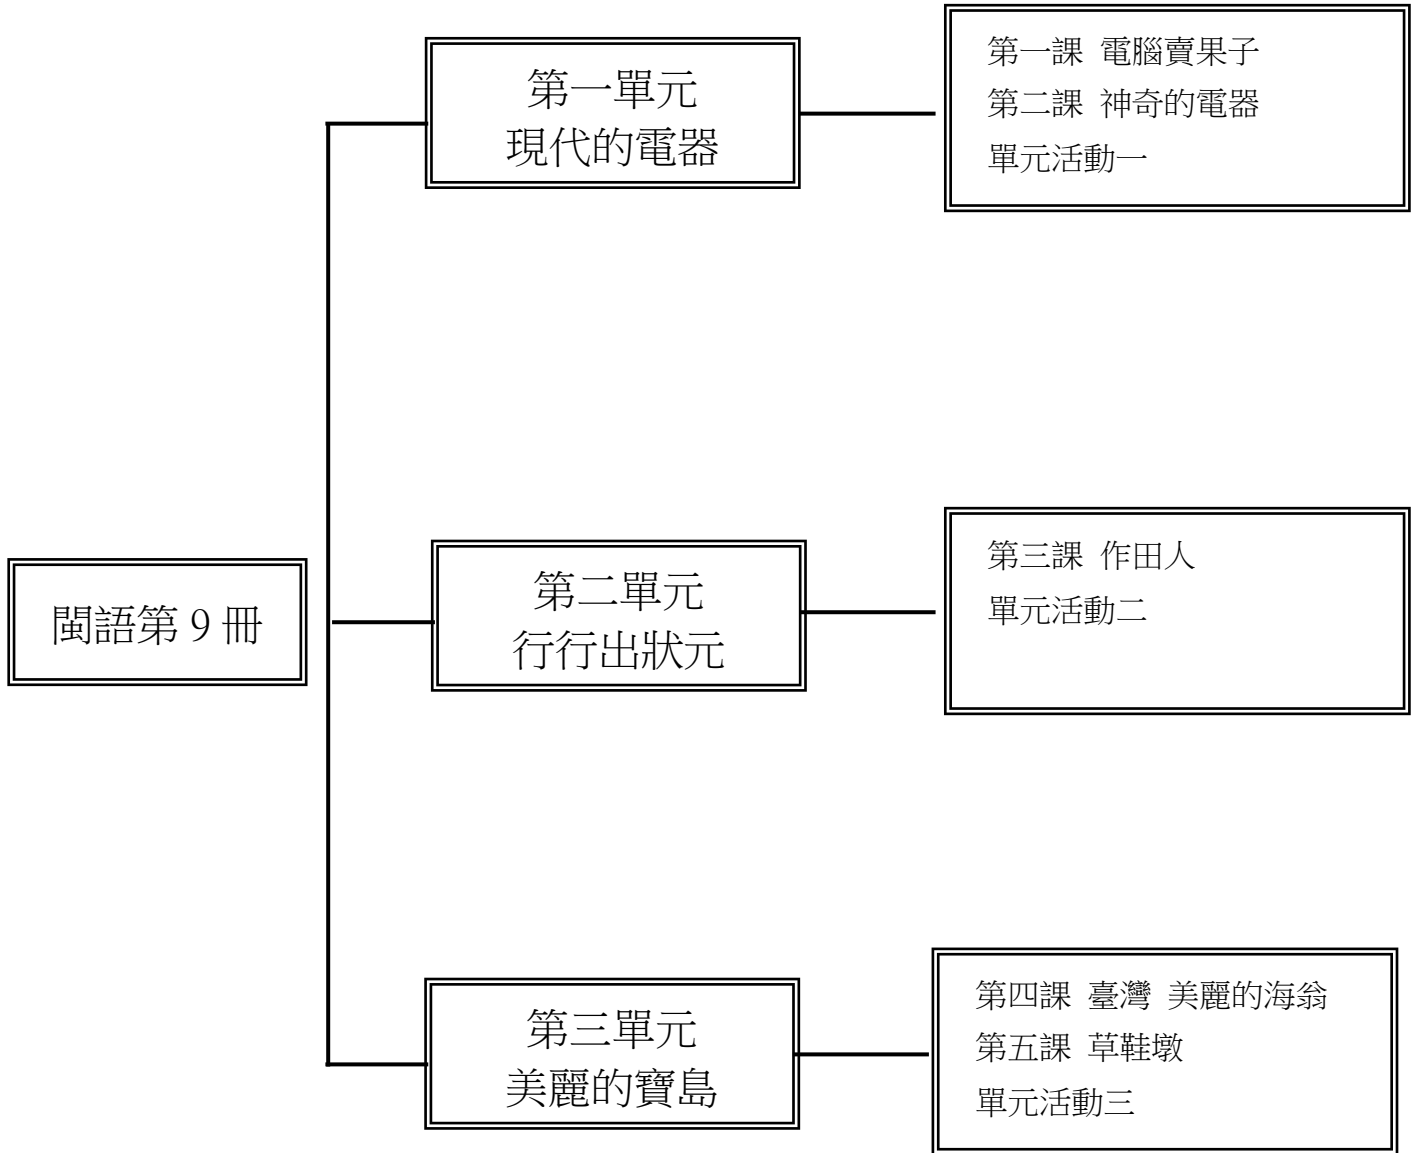 閩語第 9 冊
第一單元
現代的電器
第一課 電腦賣果子
第二課 神奇的電器
單元活動一
第二單元
行行出狀元
第三課 作田人
單元活動二
第三單元
美麗的寶島
第四課 臺灣 美麗的海翁
第五課 草鞋墩
單元活動三